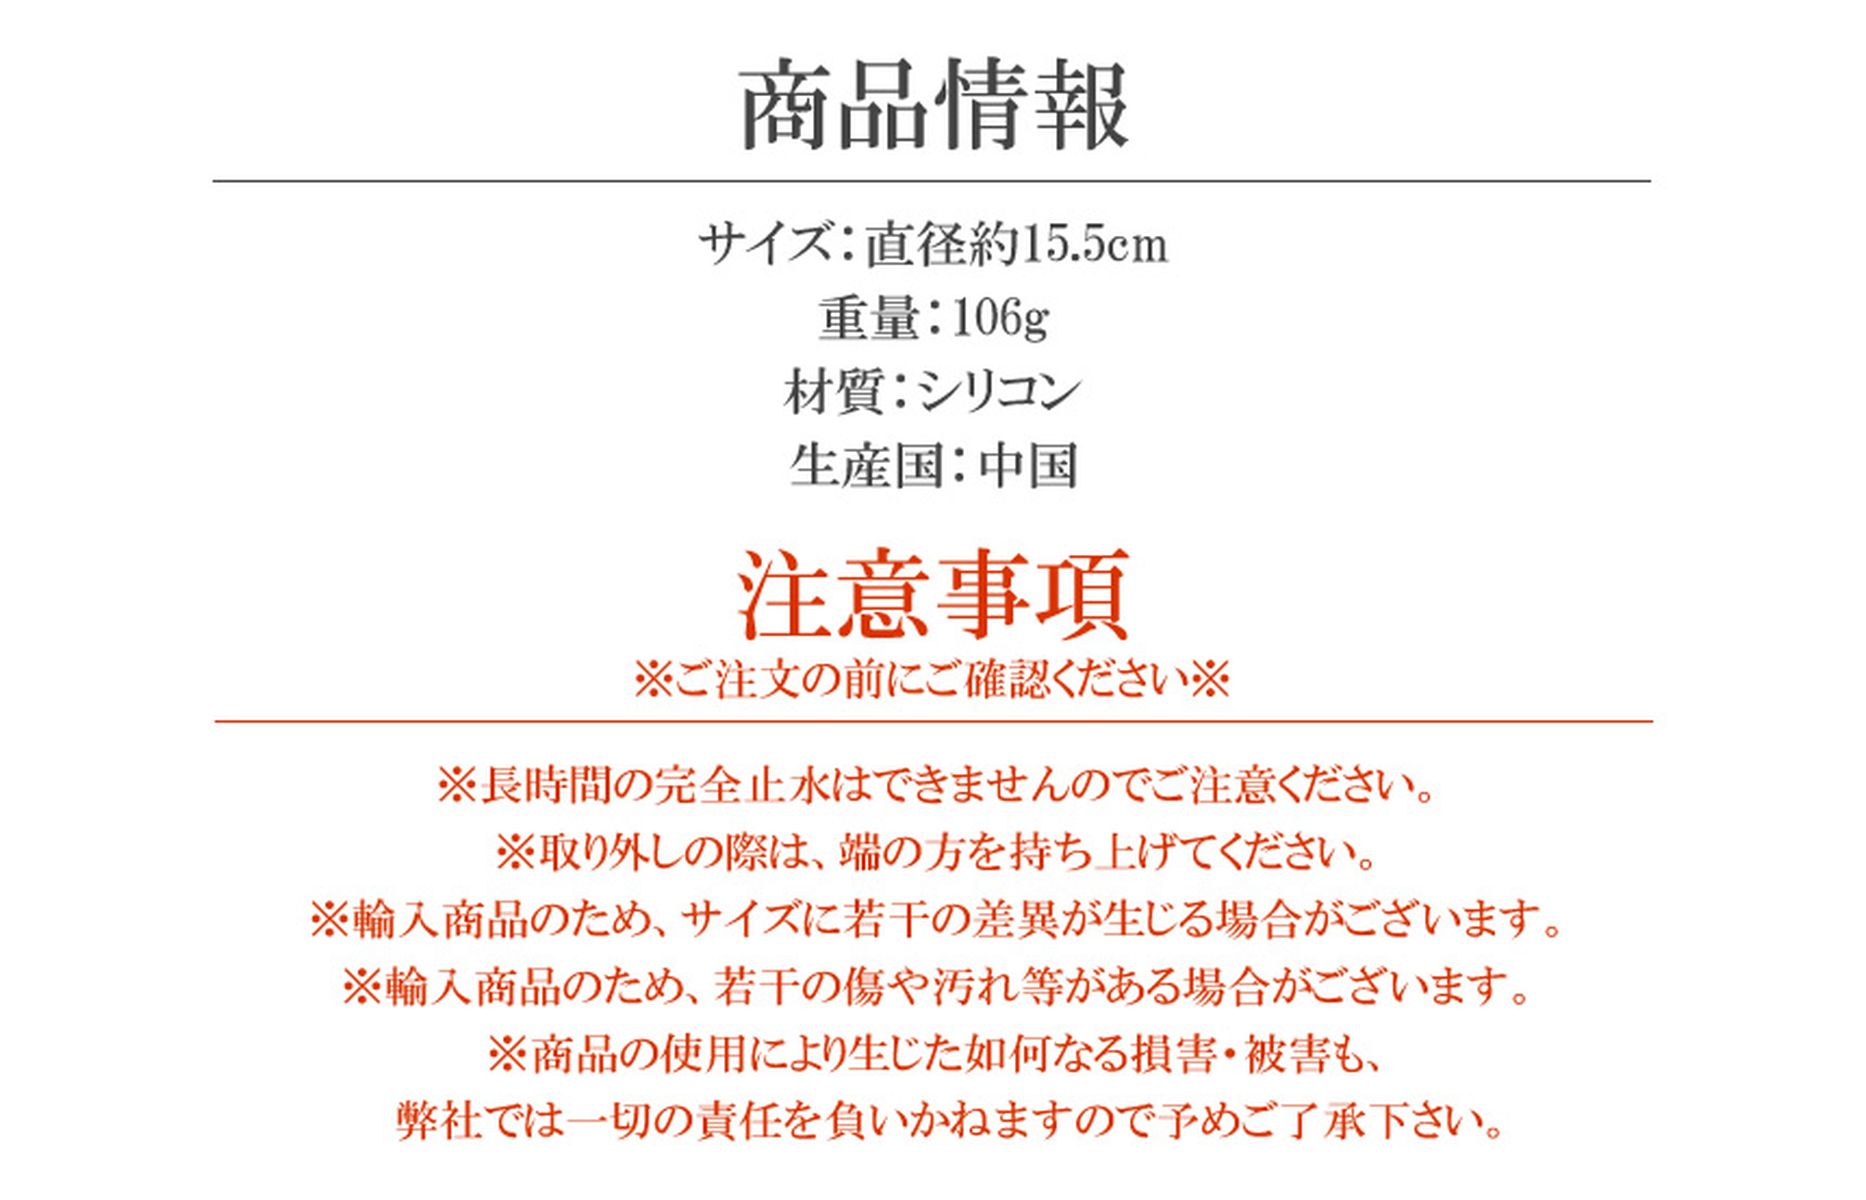 商品情報
サイズ：直径約15.5cm
重量：106g
材質：シリコン
生産国：中国
注意事項
※ご注文の前にご確認ください※
※長時間の完全止水はできませんのでご注意ください。
※取り外しの際は、端の方を持ち上げてください。
※輸入商品のため、サイズに若干の差異が生じる場合がございます。
※輸入商品のため、若干の傷や汚れ等がある場合がございます。
※商品の使用により生じた如何なる損害・被害も、
弊社では一切の責任を負いかねますので予めご了承下さい。